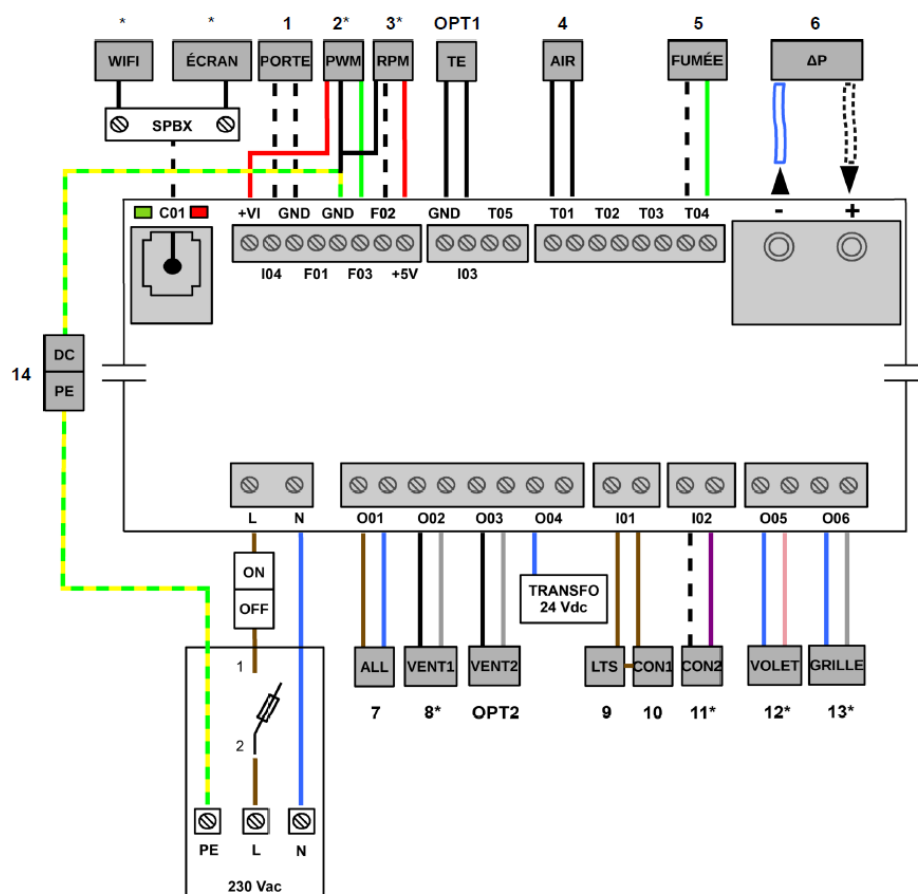 * * 1 2* 3* OPT1 4 5 6
WIFI ÉCRAN PORTE PWM RPM TE AIR FUMÉE ΔP
SPBX
- +
C01 +VI GND GND F02 GND T05 T01 T02 T03 T04
I04 F01 F03 +5V I03
DC
14
PE
L N O01 O02 O03 O04 I01 I02 O05 O06
ON
OFF
TRANSFO
24 Vdc
1
ALL VENT1 VENT2 LTS CON1 CON2 VOLET GRILLE
7 8* OPT2 9 10 11* 12* 13*
2
PE L N
230 Vac